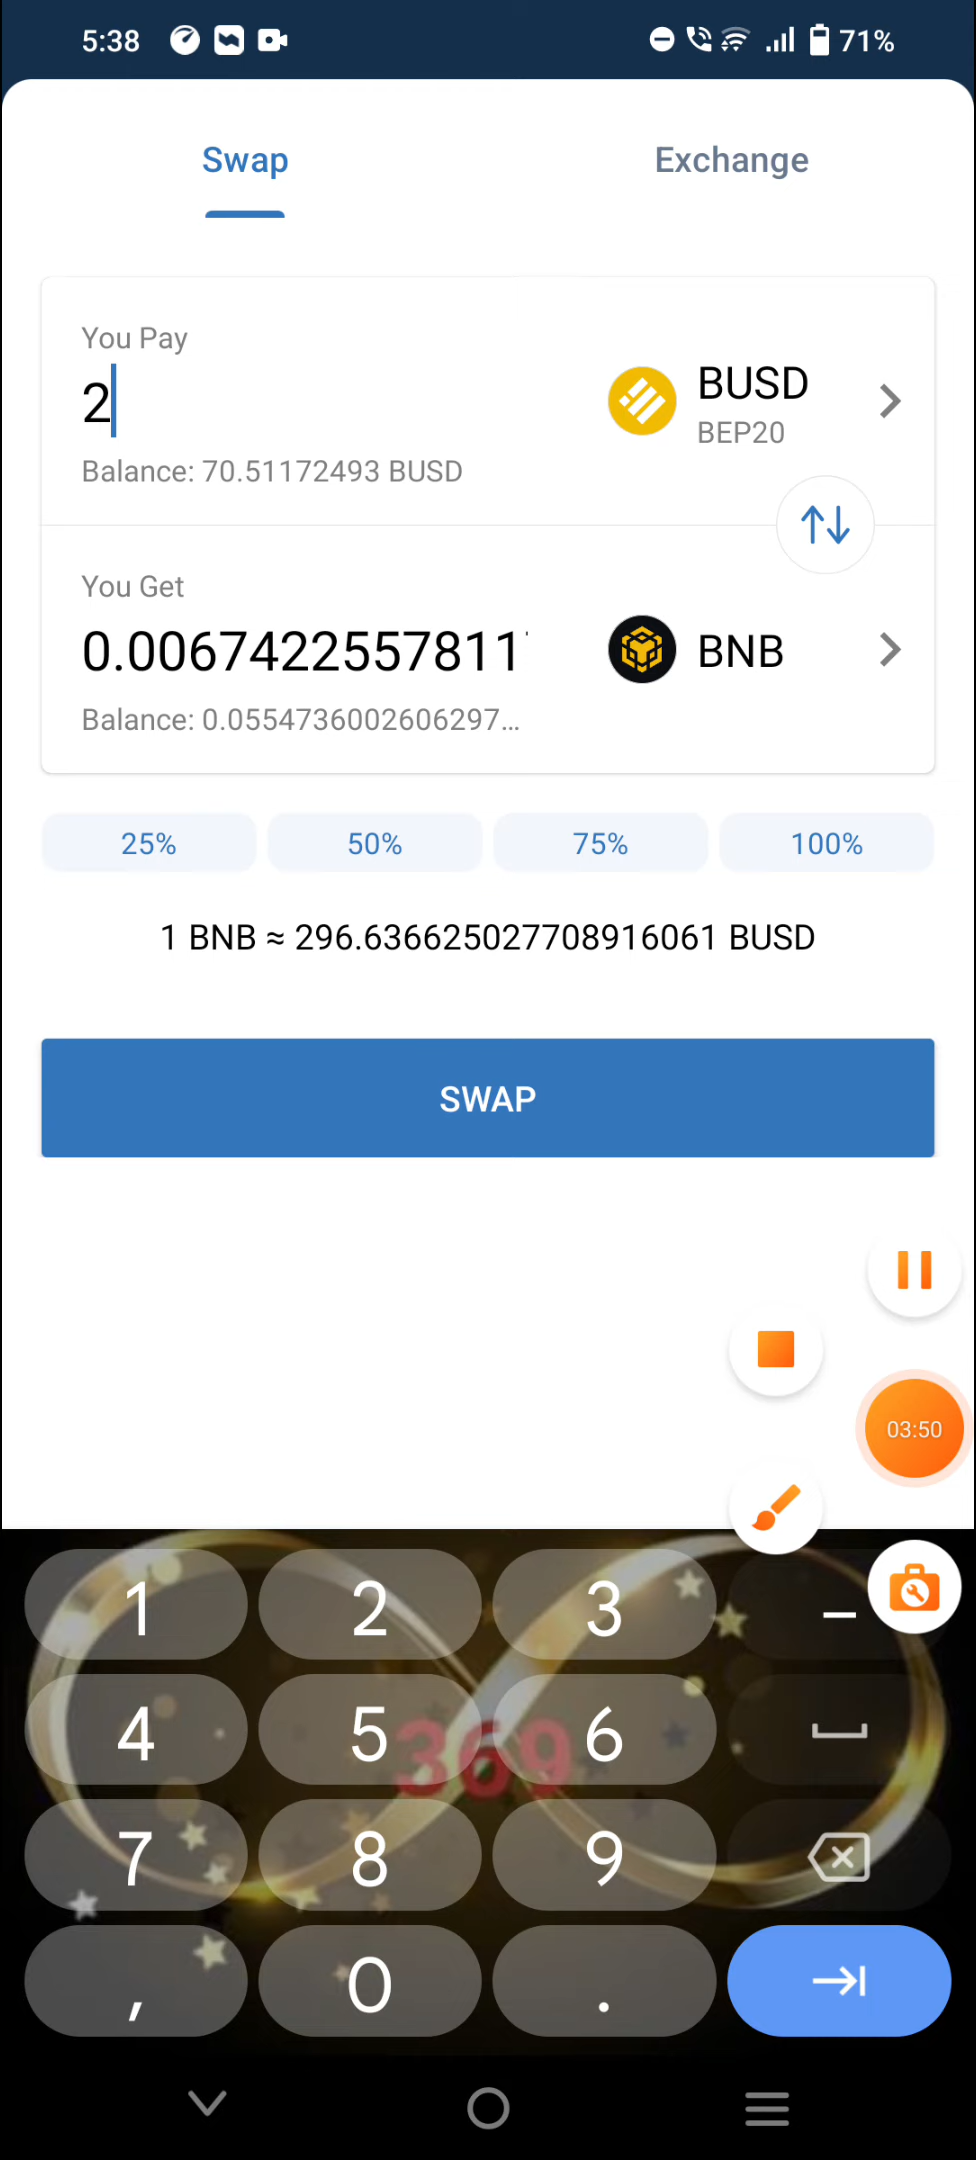 5:38
71%
Swap
Exchange
You Pay
2
BUSD
BEP20
Balance: 70.51172493 BUSD
You Get
0.0067422557811
BNB
Balance: 0.0554736002606297...
25%
50%
75%
100%
1 BNB ≈ 296.636625027708916061 BUSD
SWAP
03:50
1 2 3 –
4 5 6
369
7 8 9
, 0 .